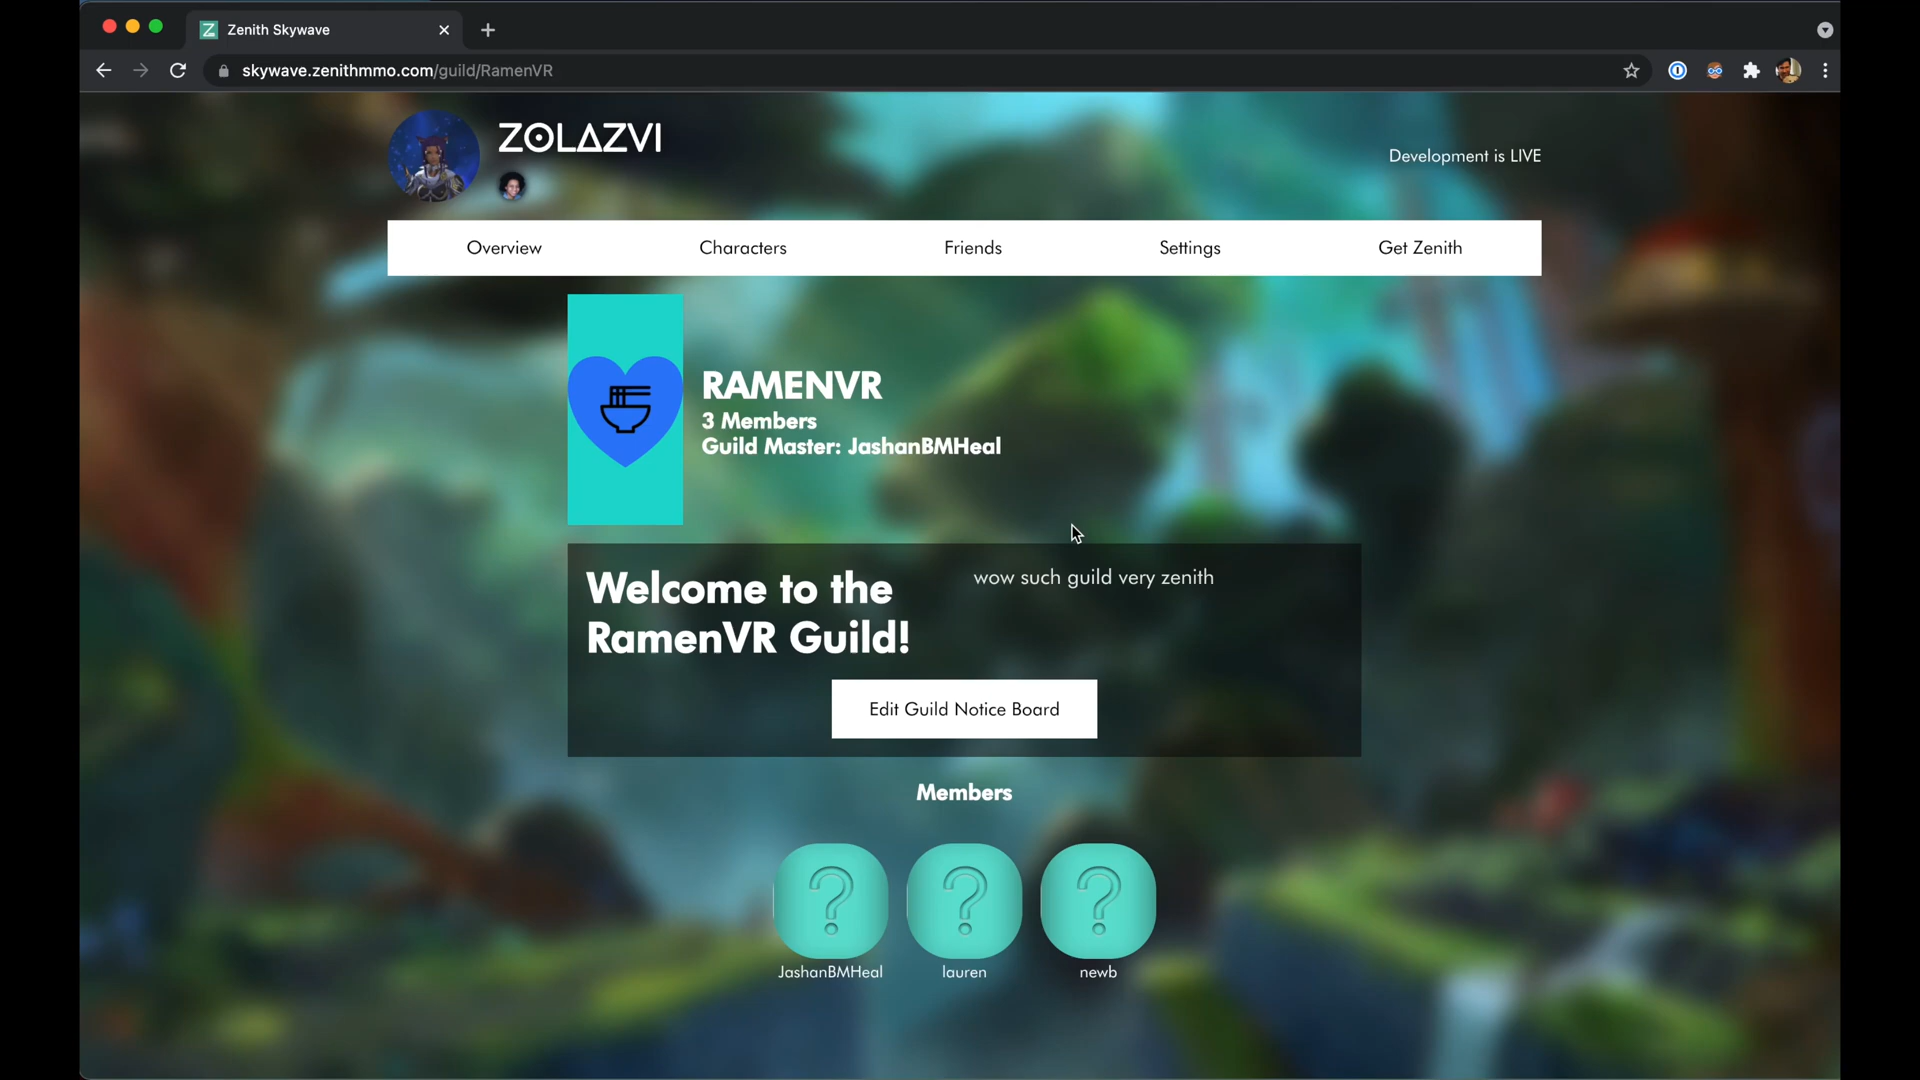 Zenith Skywave
skywave.zenithmmo.com/guild/RamenVR
ZOLAZVI
Development is LIVE
Overview
Characters
Friends
Settings
Get Zenith
RAMENVR
3 Members
Guild Master: JashanBMHeal
Welcome to the
RamenVR Guild!
wow such guild very zenith
Edit Guild Notice Board
Members
? ? ?
JashanBMHeal
lauren
newb